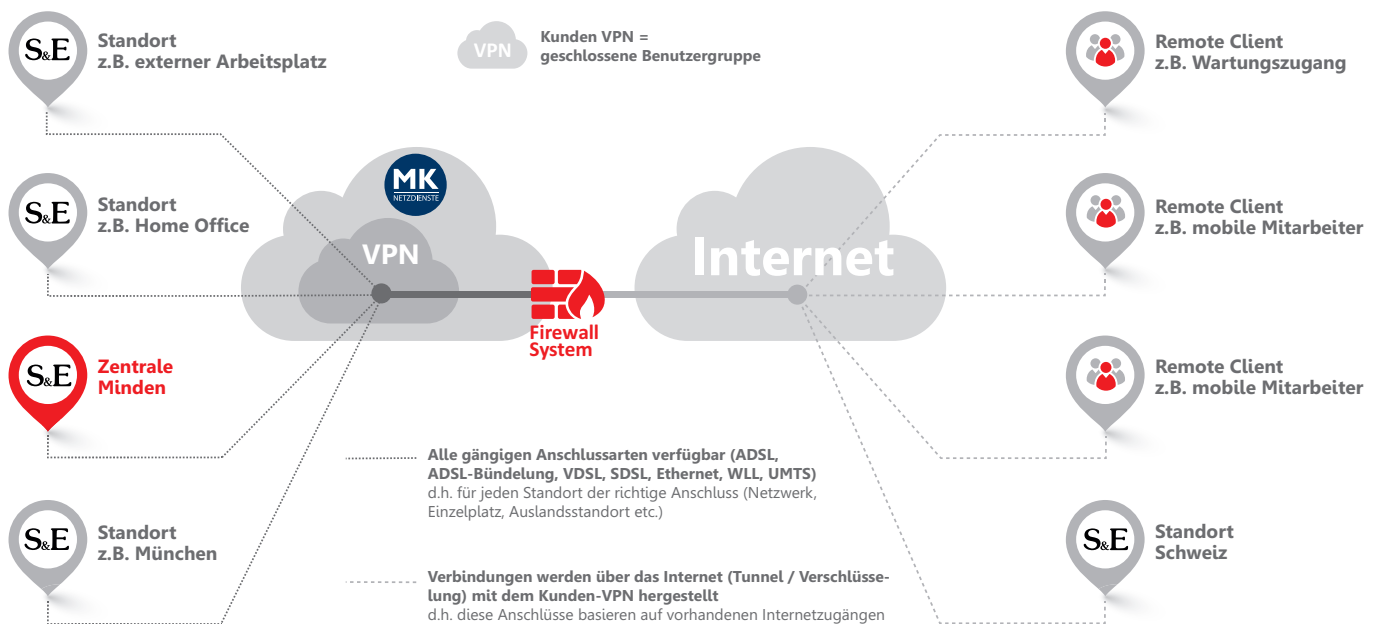 S&E
Standort
z.B. externer Arbeitsplatz
VPN
Kunden VPN =
geschlossene Benutzergruppe
Remote Client
z.B. Wartungszugang
S&E
Standort
z.B. Home Office
MK
NETZDIENSTE
VPN
Internet
Remote Client
z.B. mobile Mitarbeiter
Firewall
System
S&E
Zentrale
Minden
Remote Client
z.B. mobile Mitarbeiter
Alle gängigen Anschlussarten verfügbar (ADSL,
ADSL-Bündelung, VDSL, SDSL, Ethernet, WLL, UMTS)
d.h. für jeden Standort der richtige Anschluss (Netzwerk,
Einzelplatz, Auslandsstandort etc.)
S&E
Standort
z.B. München
S&E
Standort
Schweiz
Verbindungen werden über das Internet (Tunnel / Verschlüsse-
lung) mit dem Kunden-VPN hergestellt
d.h. diese Anschlüsse basieren auf vorhandenen Internetzugängen